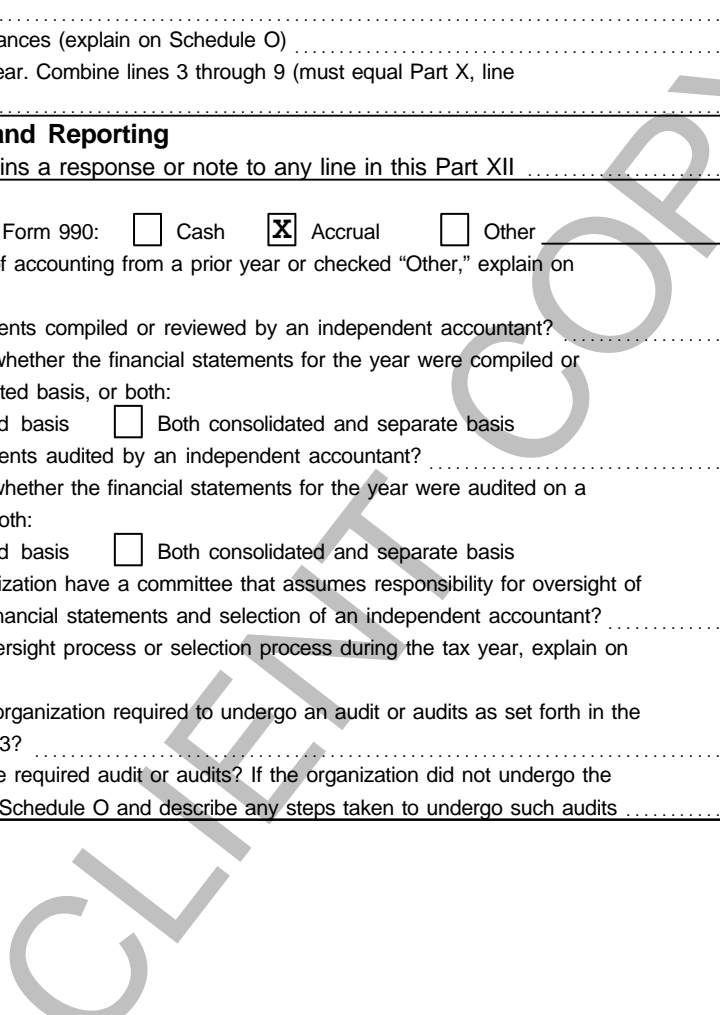 ances (explain on Schedule O)
ear. Combine lines 3 through 9 (must equal Part X, line
and Reporting
ins a response or note to any line in this Part XII
Form 990: Cash X Accrual Other
f accounting from a prior year or checked “Other,” explain on
ents compiled or reviewed by an independent accountant?
whether the financial statements for the year were compiled or
ted basis, or both:
d basis Both consolidated and separate basis
ents audited by an independent accountant?
whether the financial statements for the year were audited on a
oth:
d basis Both consolidated and separate basis
ization have a committee that assumes responsibility for oversight of
nancial statements and selection of an independent accountant?
ersight process or selection process during the tax year, explain on
organization required to undergo an audit or audits as set forth in the
3?
e required audit or audits? If the organization did not undergo the
Schedule O and describe any steps taken to undergo such audits
CLIENT COPY